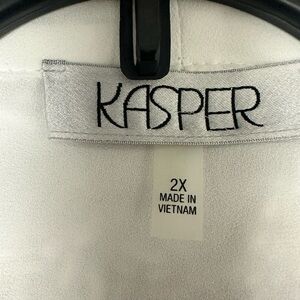 KASPER
2X
MADE IN
VIETNAM